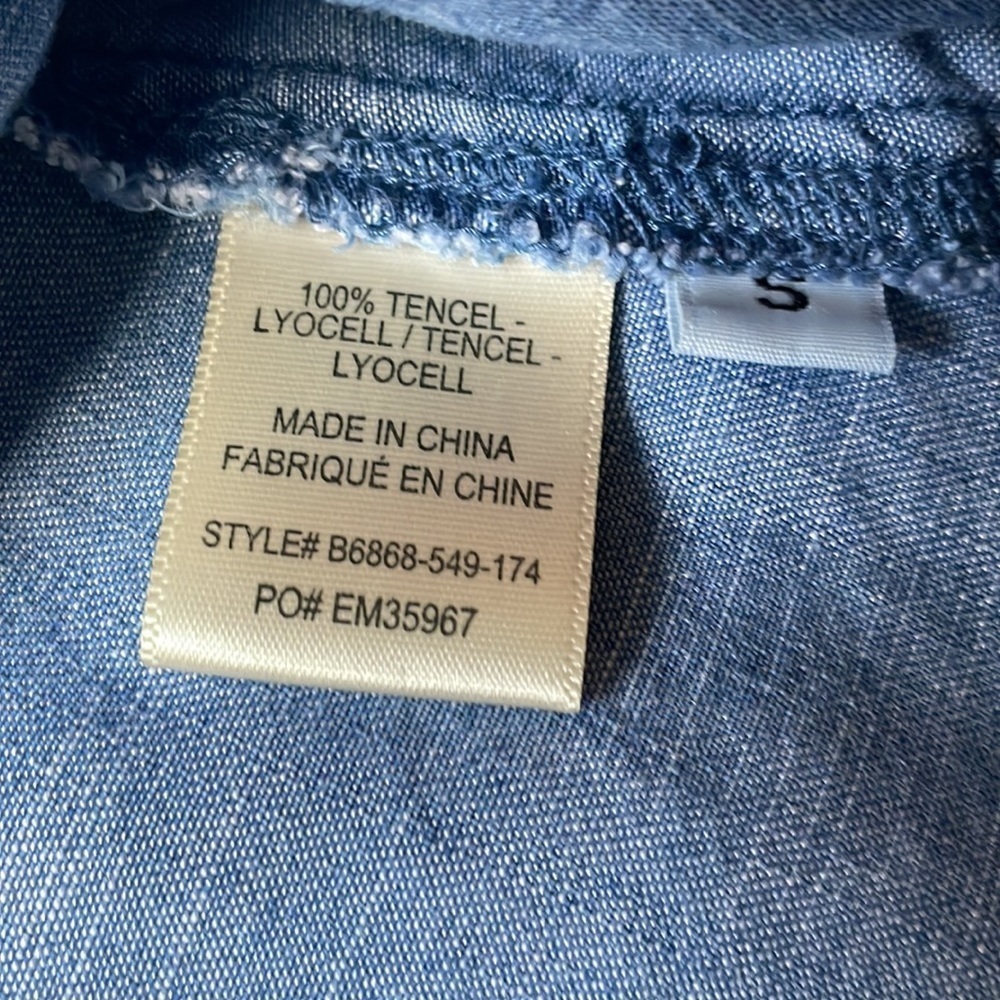 100% TENCEL -
LYOCELL / TENCEL -
LYOCELL
MADE IN CHINA
FABRIQUÉ EN CHINE
STYLE# B6868-549-174
PO# EM35967
S